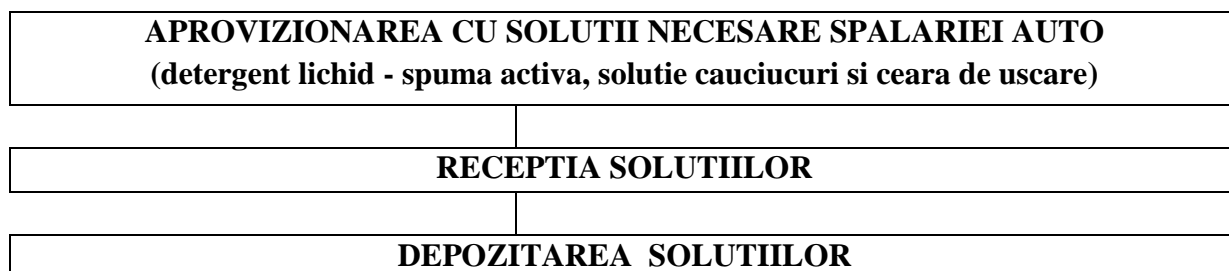 APROVIZIONAREA CU SOLUTII NECESARE SPALARIEI AUTO
(detergent lichid - spuma activa, solutie cauciucuri si ceara de uscare)
RECEPTIA SOLUTIILOR
DEPOZITAREA SOLUTIILOR